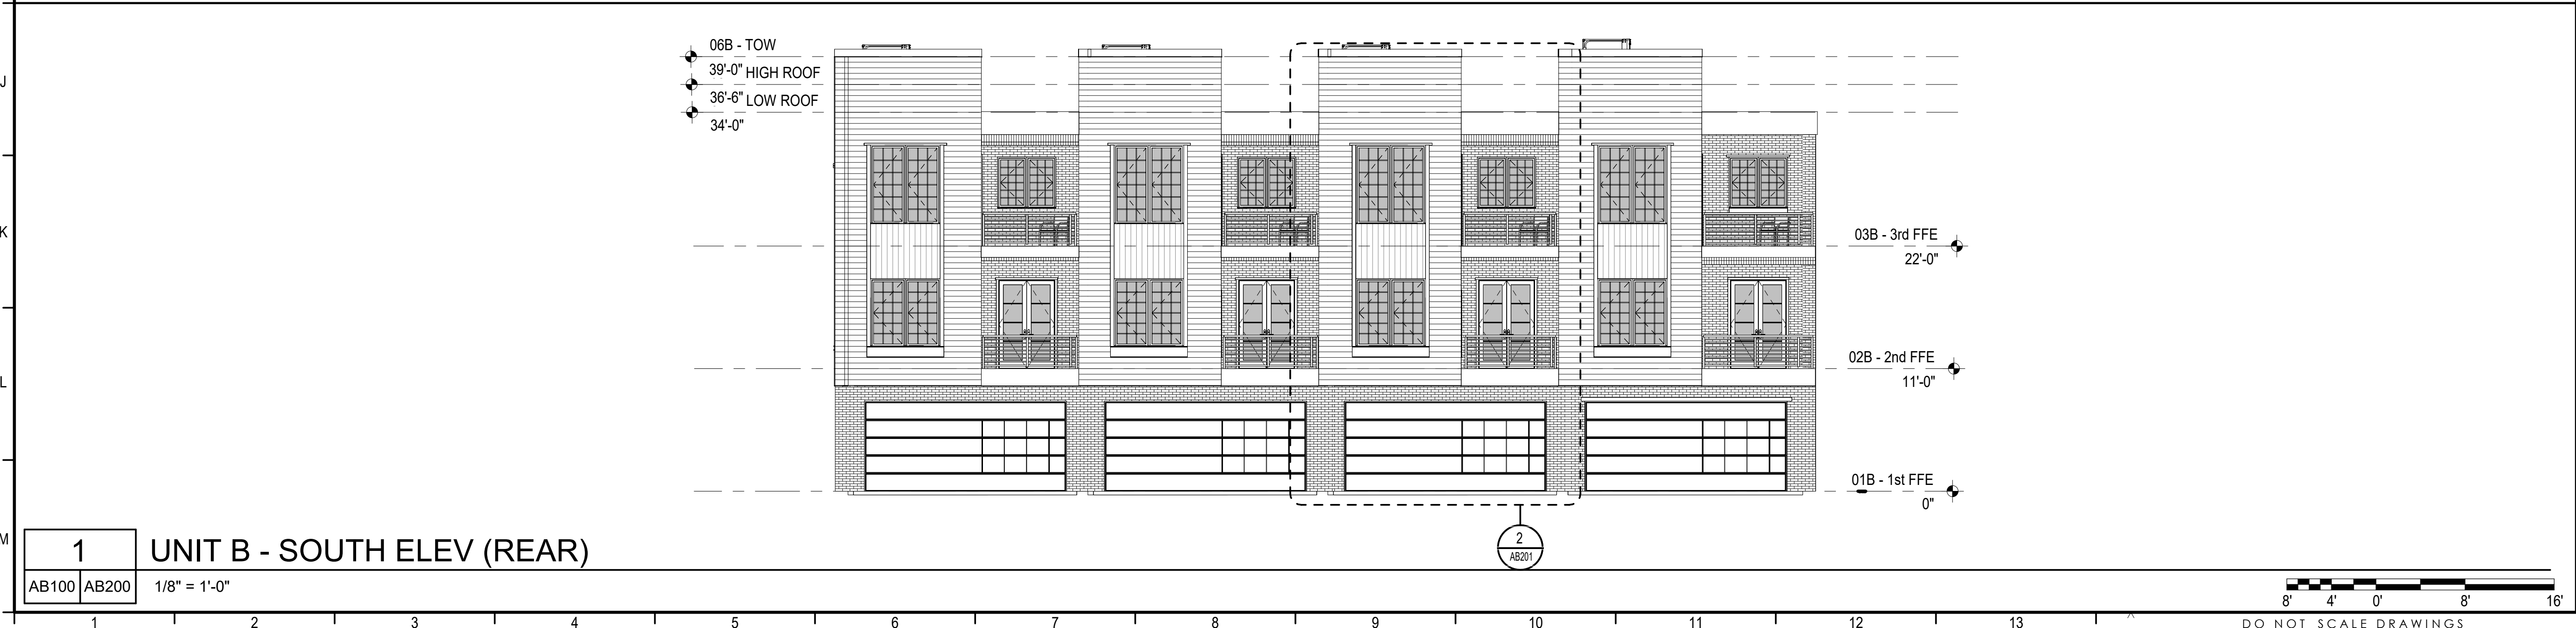 J
06B - TOW
39'-0"
HIGH ROOF
36'-6"
LOW ROOF
34'-0"
K
03B - 3rd FFE
22'-0"
02B - 2nd FFE
11'-0"
L
01B - 1st FFE
0"
M
1
UNIT B - SOUTH ELEV (REAR)
2
AB201
AB100 AB200
1/8" = 1'-0"
8' 4' 0' 8' 16'
1 2 3 4 5 6 7 8 9 10 11 12 13
DO NOT SCALE DRAWINGS